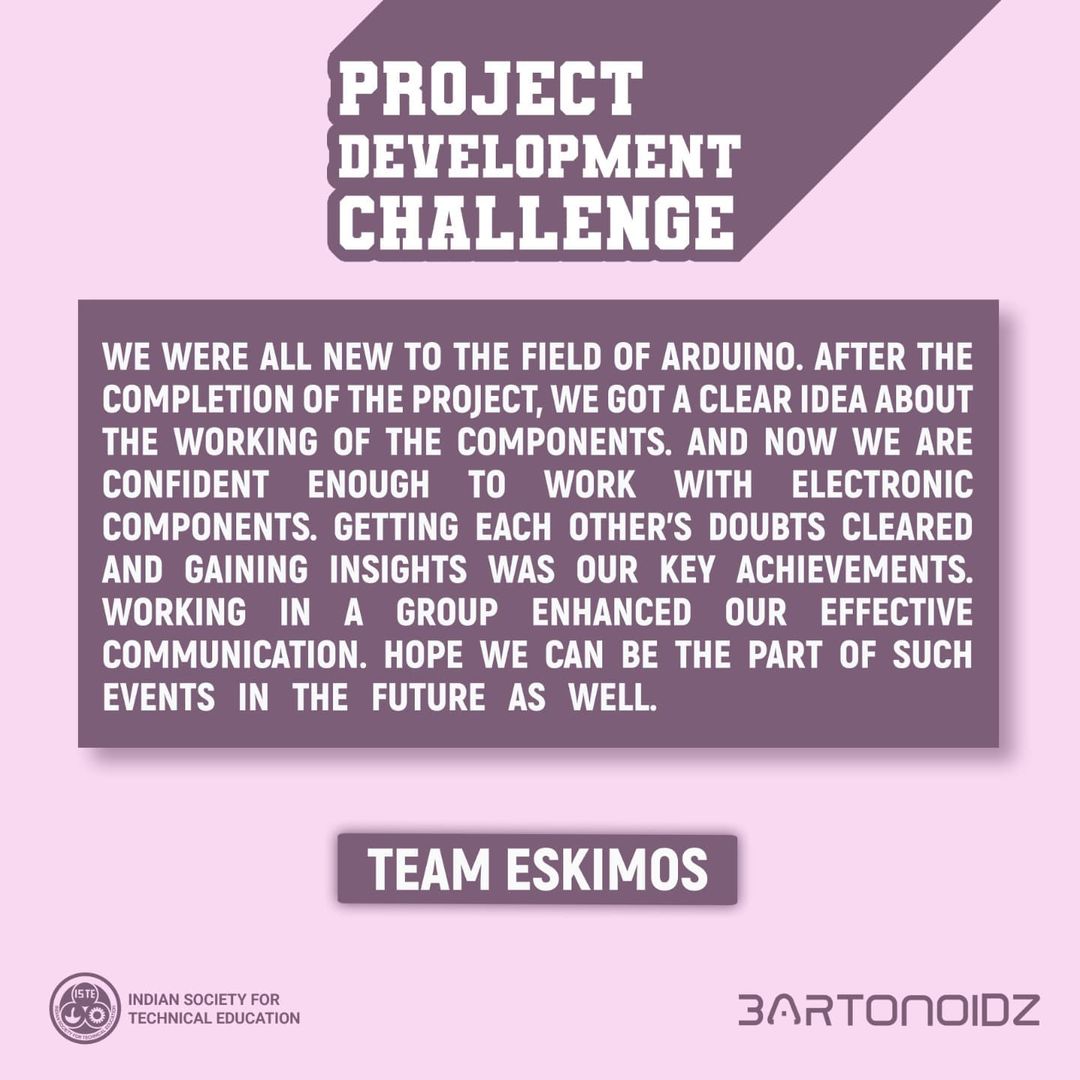 PROJECT
DEVELOPMENT
CHALLENGE
WE WERE ALL NEW TO THE FIELD OF ARDUINO. AFTER THE
COMPLETION OF THE PROJECT, WE GOT A CLEAR IDEA ABOUT
THE WORKING OF THE COMPONENTS. AND NOW WE ARE
CONFIDENT ENOUGH TO WORK WITH ELECTRONIC
COMPONENTS. GETTING EACH OTHER'S DOUBTS CLEARED
AND GAINING INSIGHTS WAS OUR KEY ACHIEVEMENTS.
WORKING IN A GROUP ENHANCED OUR EFFECTIVE
COMMUNICATION. HOPE WE CAN BE THE PART OF SUCH
EVENTS IN THE FUTURE AS WELL.
TEAM ESKIMOS
ISTE
INDIAN SOCIETY FOR
TECHNICAL EDUCATION
BARTONOIDZ